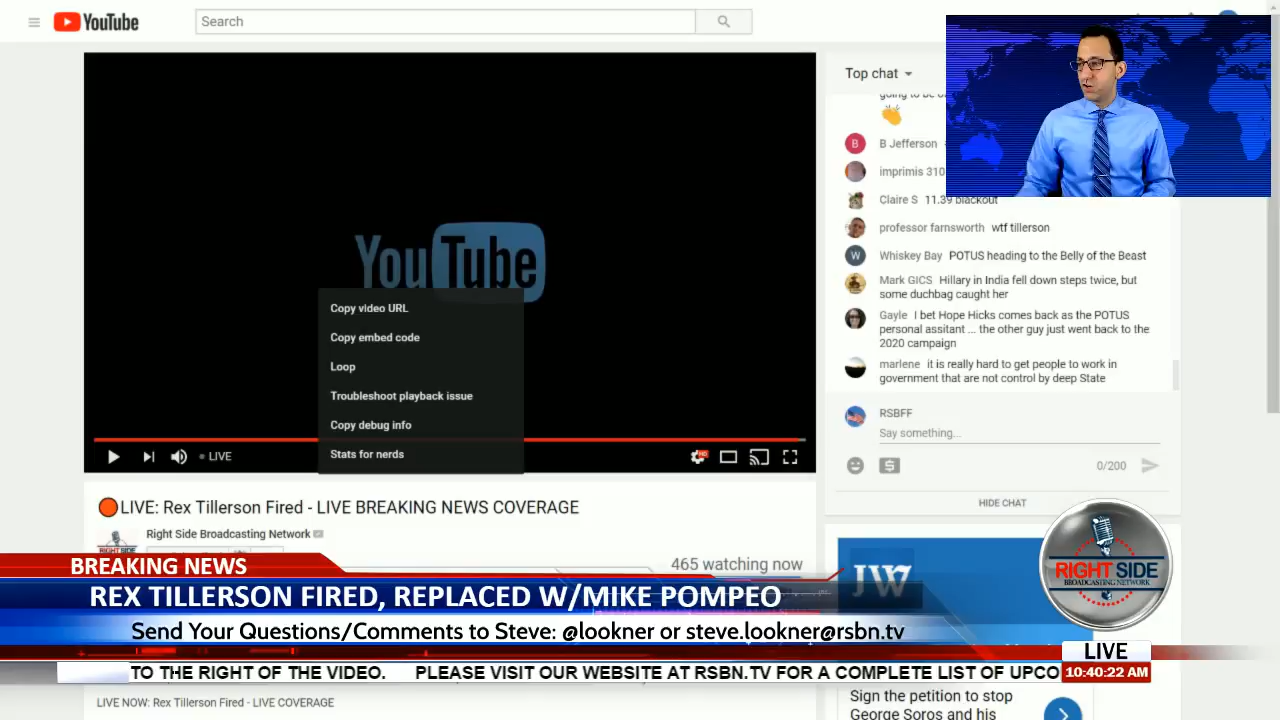 YouTube
Search
YouTube
Copy video URL
Copy embed code
Loop
Troubleshoot playback issue
Copy debug info
Stats for nerds
LIVE
HD
LIVE: Rex Tillerson Fired - LIVE BREAKING NEWS COVERAGE
Right Side Broadcasting Network
465 watching now
Top chat
going to be
B Jefferson
imprimis 310
Claire S 11.39 blackout
professor farnsworth wtf tillerson
Whiskey Bay POTUS heading to the Belly of the Beast
Mark GICS Hillary in India fell down steps twice, but
some duchbag caught her
Gayle I bet Hope Hicks comes back as the POTUS
personal assitant ... the other guy just went back to the
2020 campaign
marlene it is really hard to get people to work in
government that are not control by deep State
RSBFF
Say something...
0/200
HIDE CHAT
JW
RIGHT SIDE
BROADCASTING NETWORK
BREAKING NEWS
REX TILLERSON FIRED, REPLACED W/MIKE POMPEO
Send Your Questions/Comments to Steve: @lookner or steve.lookner@rsbn.tv
LIVE
10:40:22 AM
TO THE RIGHT OF THE VIDEO. PLEASE VISIT OUR WEBSITE AT RSBN.TV FOR A COMPLETE LIST OF UPCO
LIVE NOW: Rex Tillerson Fired - LIVE COVERAGE
Sign the petition to stop
George Soros and his